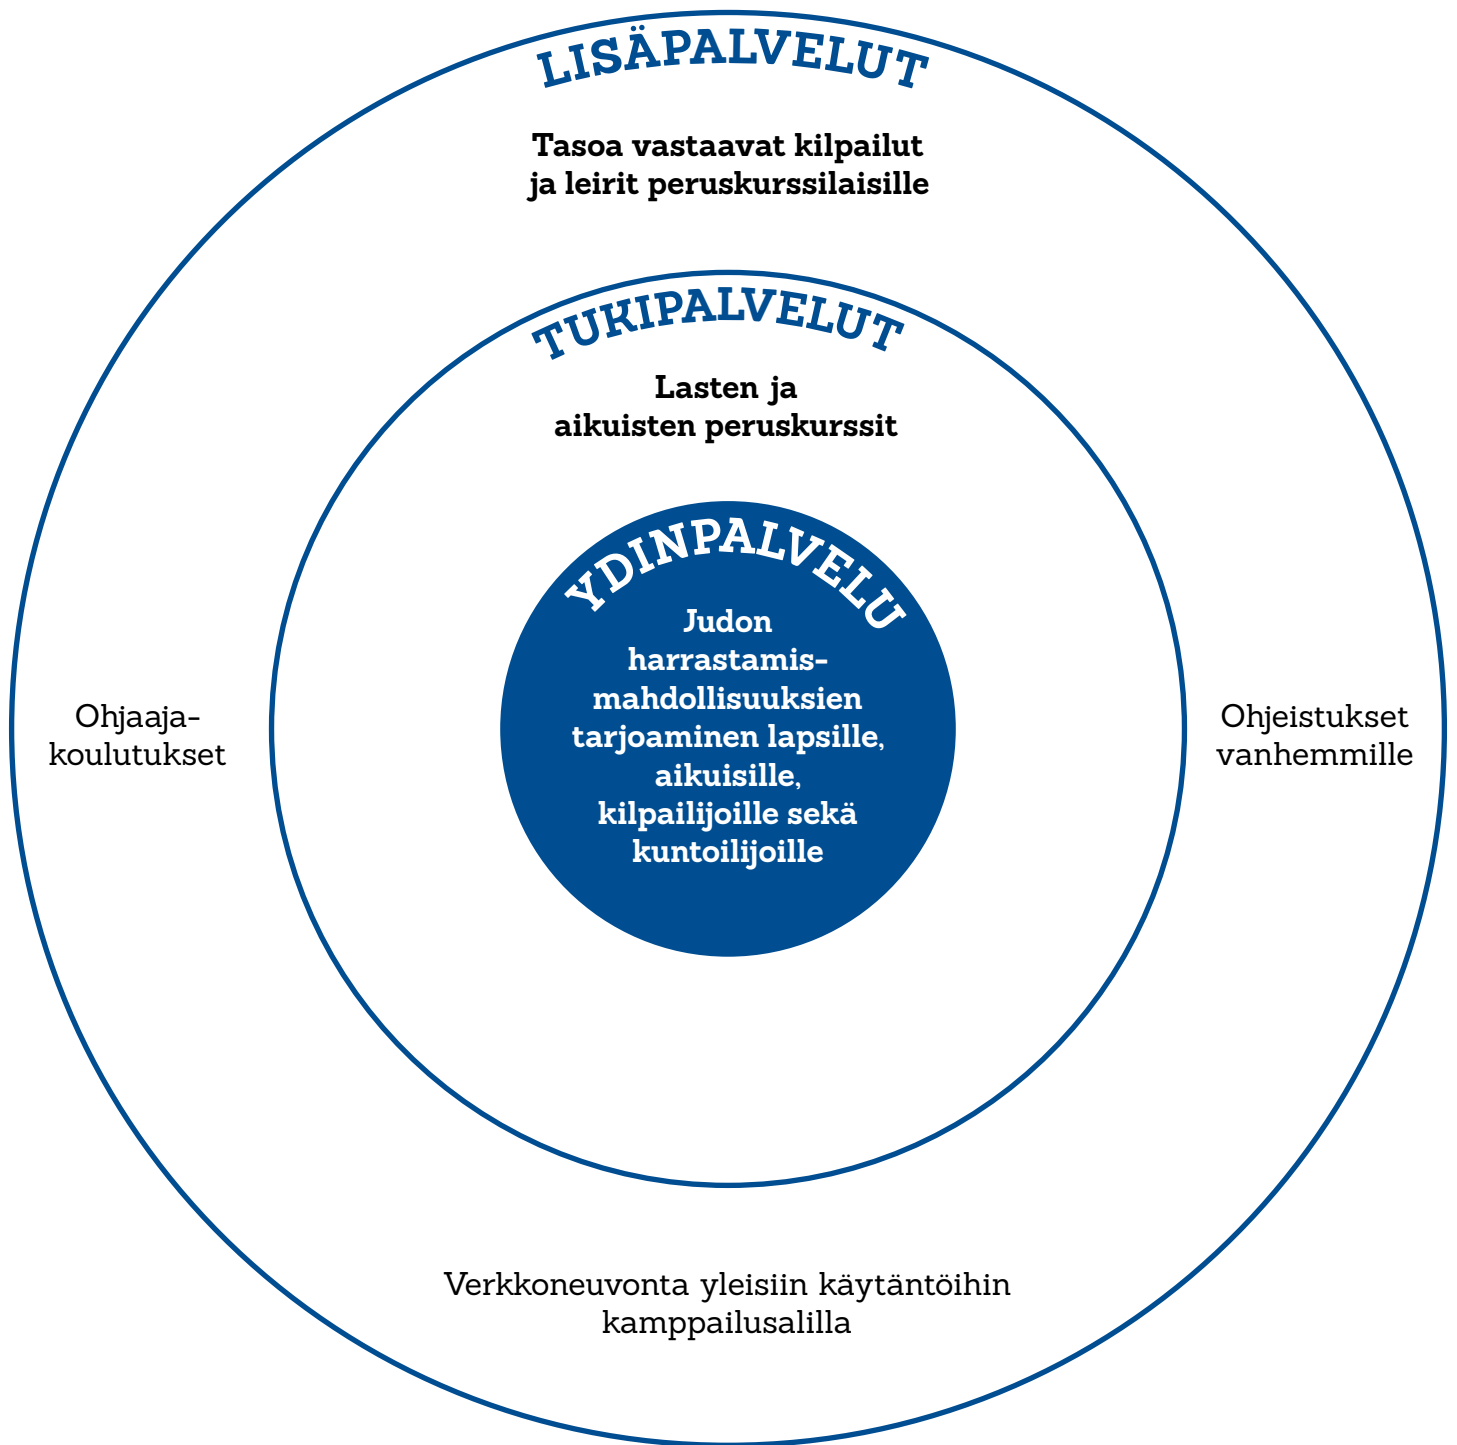 LISÄPALVELUT
Tasoa vastaavat kilpailut
ja leirit peruskurssilaisille
TUKIPALVELUT
Lasten ja
aikuisten peruskurssit
YDINPALVELU
Judon
harrastamis-
mahdollisuuksien
tarjoaminen lapsille,
aikuisille,
kilpailijoille sekä
kuntoilijoille
Ohjaaja-
koulutukset
Ohjeistukset
vanhemmille
Verkkoneuvonta yleisiin käytäntöihin
kamppailusalilla